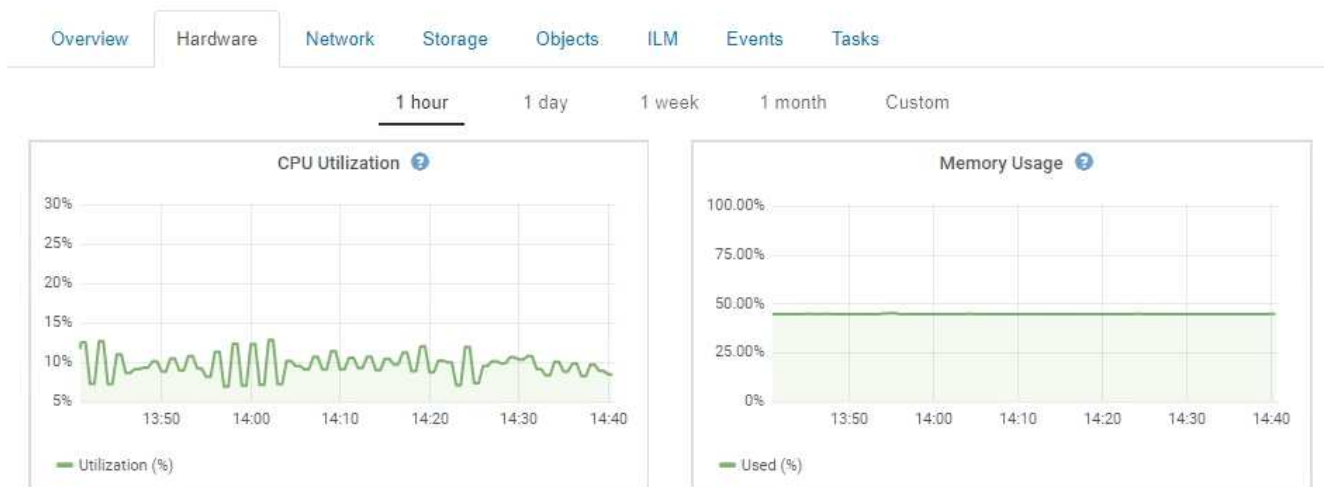 Overview Hardware Network Storage Objects ILM Events Tasks
1 hour 1 day 1 week 1 month Custom
CPU Utilization ?
30%
25%
20%
15%
10%
5%
13:50 14:00 14:10 14:20 14:30 14:40
Utilization (%)
Memory Usage ?
100.00%
75.00%
50.00%
25.00%
0%
13:50 14:00 14:10 14:20 14:30 14:40
Used (%)